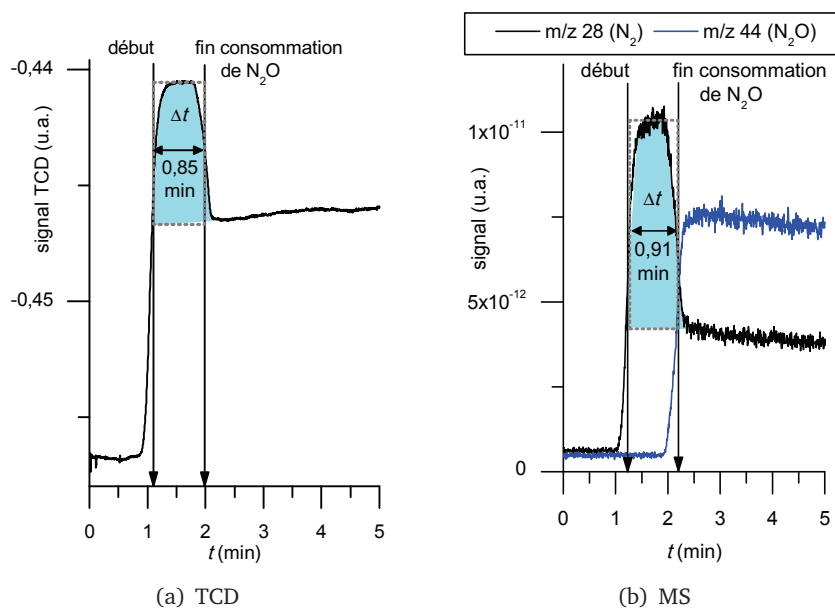 m/z 28 (N₂) m/z 44 (N₂O)
début
fin consommation
de N₂O
-0,44
Δt
0,85
min
signal TCD (u.a.)
-0,45
0 1 2 3 4 5
t (min)
(a) TCD
début
fin consommation
de N₂O
1x10⁻¹¹
Δt
0,91
min
signal (u.a.)
5x10⁻¹²
0
0 1 2 3 4 5
t (min)
(b) MS